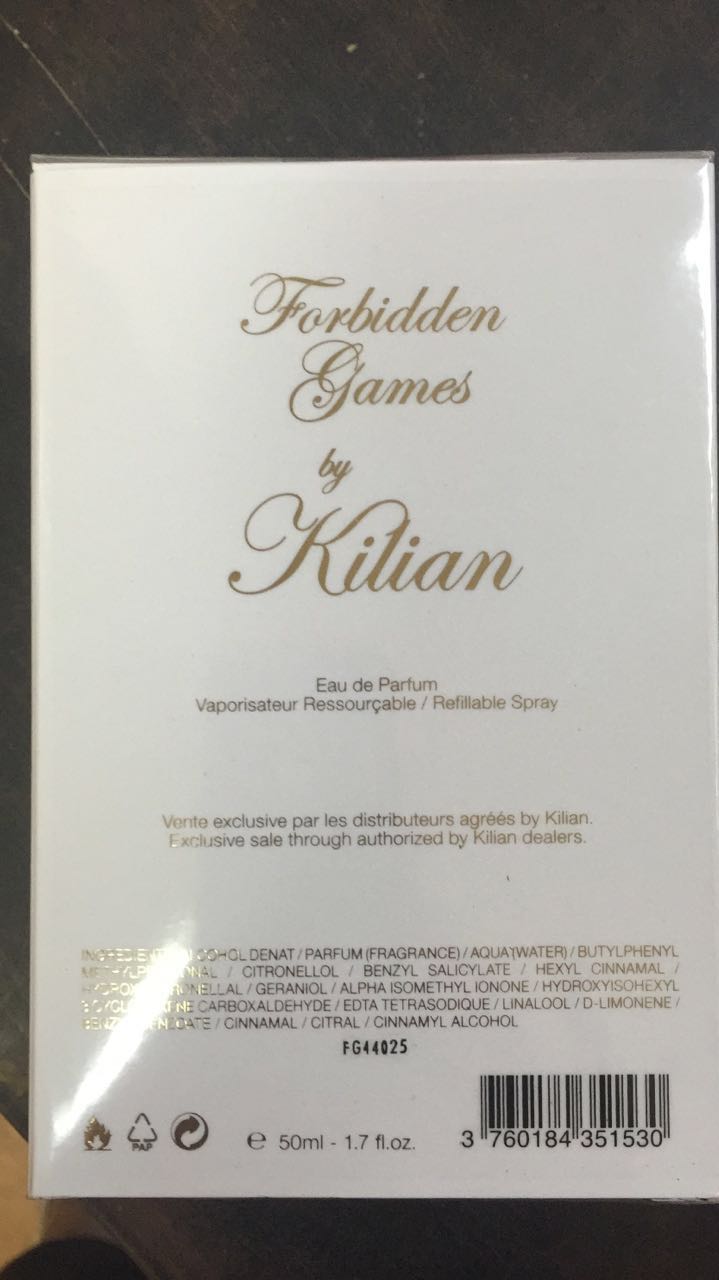 Forbidden
Games
by
Kilian
Eau de Parfum
Vaporisateur Ressourçable / Refillable Spray
Vente exclusive par les distributeurs agréés by Kilian.
Exclusive sale through authorized by Kilian dealers.
DENAT / PARFUM (FRAGRANCE) / AQUA (WATER) / BUTYLPHENYL
/ CITRONELLOL / BENZYL SALICYLATE / HEXYL CINNAMAL /
/ GERANIOL / ALPHA ISOMETHYL IONONE / HYDROXYISOHEXYL
CARBOXALDEHYDE / EDTA TETRASODIQUE / LINALOOL / D-LIMONENE /
/ CINNAMAL / CITRAL / CINNAMYL ALCOHOL
FG44025
PAP
e 50ml - 1.7 fl.oz.
3 760184 351530